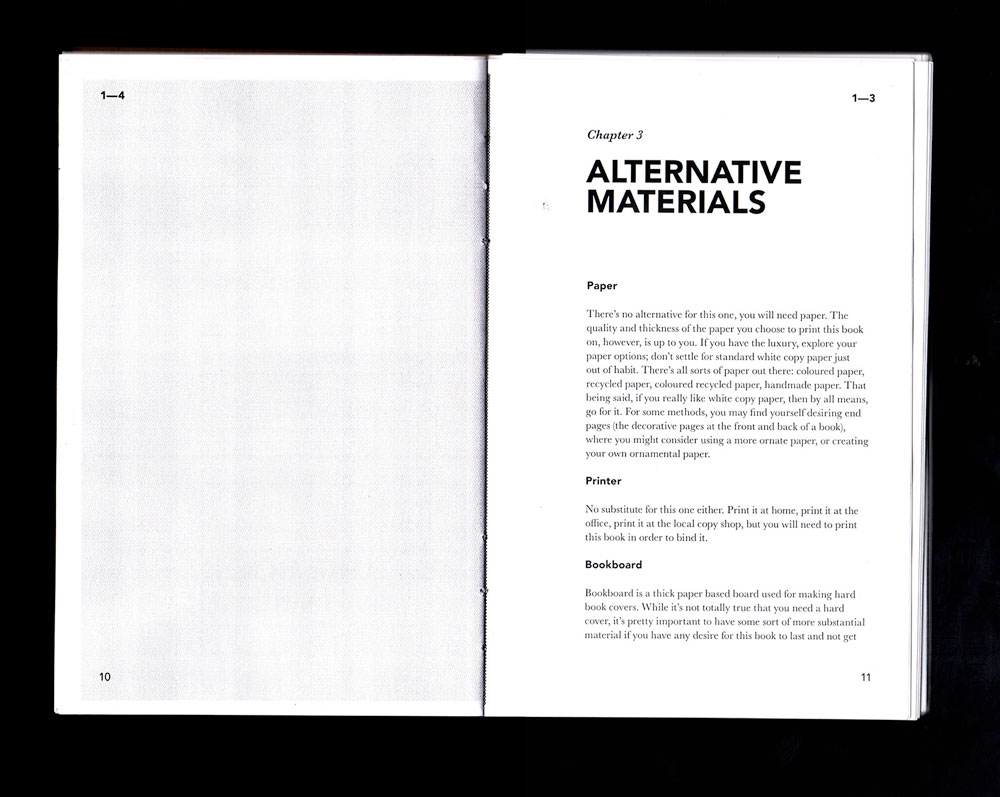 1—4
10
1—3
Chapter 3
ALTERNATIVE
MATERIALS
Paper
There’s no alternative for this one, you will need paper. The
quality and thickness of the paper you choose to print this book
on, however, is up to you. If you have the luxury, explore your
paper options; don’t settle for standard white copy paper just
out of habit. There’s all sorts of paper out there: coloured paper,
recycled paper, coloured recycled paper, handmade paper. That
being said, if you really like white copy paper, then by all means,
go for it. For some methods, you may find yourself desiring end
pages (the decorative pages at the front and back of a book),
where you might consider using a more ornate paper, or creating
your own ornamental paper.
Printer
No substitute for this one either. Print it at home, print it at the
office, print it at the local copy shop, but you will need to print
this book in order to bind it.
Bookboard
Bookboard is a thick paper based board used for making hard
book covers. While it’s not totally true that you need a hard
cover, it’s pretty important to have some sort of more substantial
material if you have any desire for this book to last and not get
11